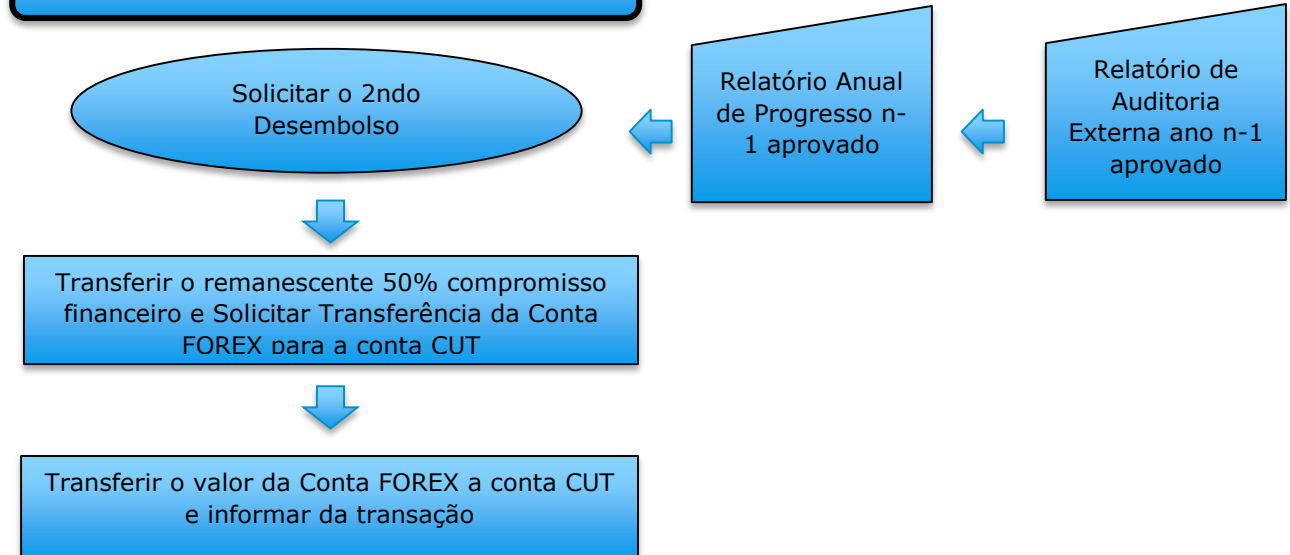 Solicitar o 2ndo
Desembolso
Relatório Anual
de Progresso n-
1 aprovado
Relatório de
Auditoria
Externa ano n-1
aprovado
Transferir o remanescente 50% compromisso
financeiro e Solicitar Transferência da Conta
FOREX para a conta CUT
Transferir o valor da Conta FOREX a conta CUT
e informar da transação